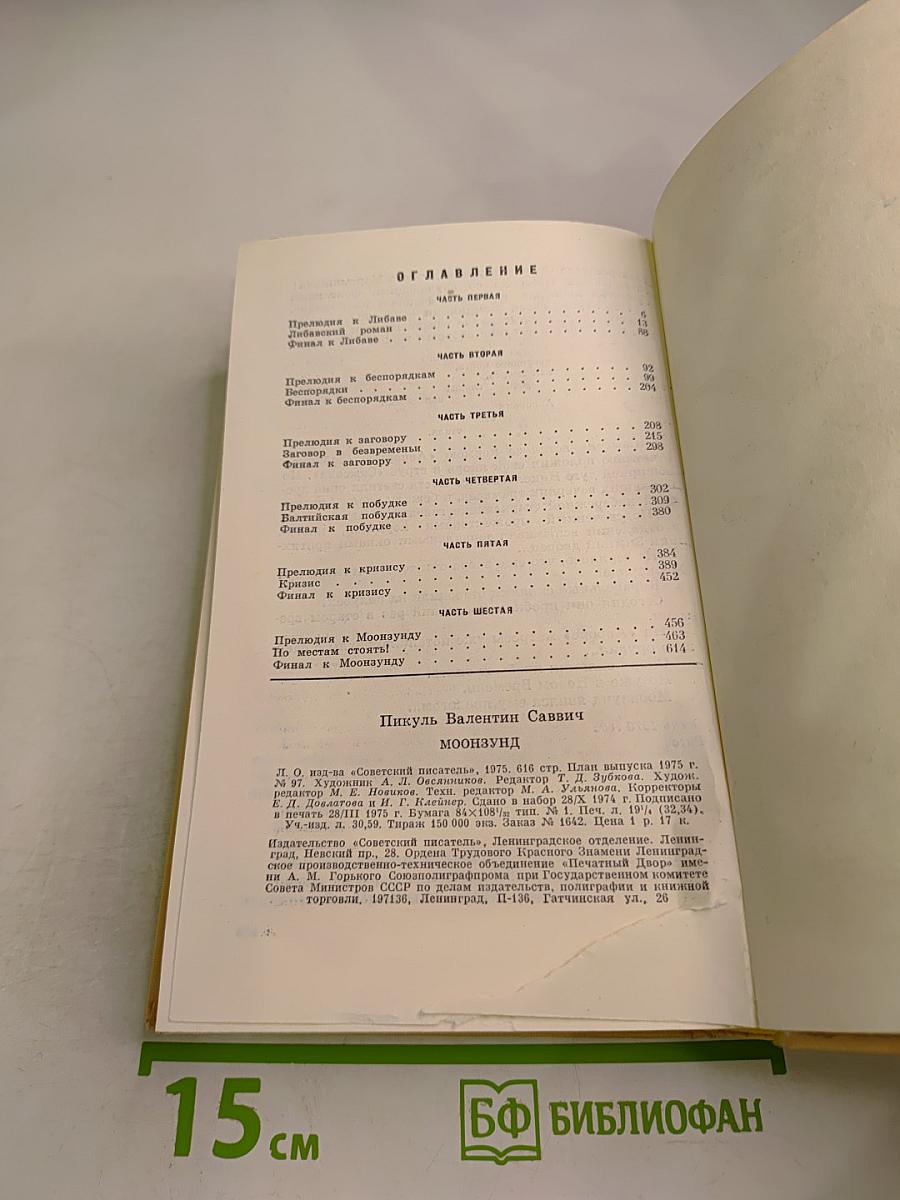 ОГЛАВЛЕНИЕ
ЧАСТЬ ПЕРВАЯ
Прелюдия к Либаве . . . . . . . . . . . . . . 6
Либавский роман . . . . . . . . . . . . . . 13
Финал к Либаве . . . . . . . . . . . . . . 88
ЧАСТЬ ВТОРАЯ
Прелюдия к беспорядкам . . . . . . . . . . . . 92
Беспорядки . . . . . . . . . . . . . . . . 99
Финал к беспорядкам . . . . . . . . . . . . . 204
ЧАСТЬ ТРЕТЬЯ
Прелюдия к заговору . . . . . . . . . . . . . 208
Заговор в безвременьи . . . . . . . . . . . . 215
Финал к заговору . . . . . . . . . . . . . . 298
ЧАСТЬ ЧЕТВЕРТАЯ
Прелюдия к побудке . . . . . . . . . . . . . 302
Балтийская побудка . . . . . . . . . . . . . 309
Финал к побудке . . . . . . . . . . . . . . 380
ЧАСТЬ ПЯТАЯ
Прелюдия к кризису . . . . . . . . . . . . . 384
Кризис . . . . . . . . . . . . . . . . . 389
Финал к кризису . . . . . . . . . . . . . . 452
ЧАСТЬ ШЕСТАЯ
Прелюдия к Моонзунду . . . . . . . . . . . . 456
По местам стоять! . . . . . . . . . . . . . . 463
Финал к Моонзунду . . . . . . . . . . . . . 614
Пикуль Валентин Саввич
МООНЗУНД
Л. О. изд-ва «Советский писатель», 1975. 616 стр. План выпуска 1975 г.
№ 97. Художник А. Л. Овсянников. Редактор Т. Д. Зубкова. Худож.
редактор М. Е. Новиков. Техн. редактор М. А. Ульянова. Корректоры
Е. Д. Довлатова и И. Г. Клейнер. Сдано в набор 28/X 1974 г. Подписано
в печать 28/III 1975 г. Бумага 84×108¹/₃₂ тип. № 1. Печ. л. 19¹/₄ (32,34).
Уч.-изд. л. 30,59. Тираж 150 000 экз. Заказ № 1642. Цена 1 р. 17 к.
Издательство «Советский писатель», Ленинградское отделение. Ленин-
град, Невский пр., 28. Ордена Трудового Красного Знамени Ленинград-
ское производственно-техническое объединение «Печатный Двор» име-
ни А. М. Горького Союзполиграфпрома при Государственном комитете
Совета Министров СССР по делам издательств, полиграфии и книжной
торговли, 197136, Ленинград, П-136, Гатчинская ул., 26
15 см
БФ БИБЛИОФАН